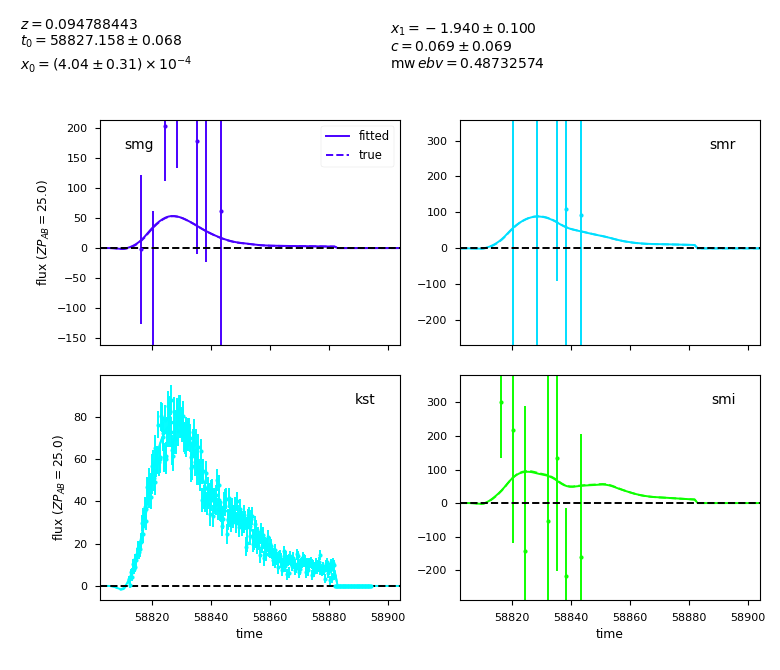 z = 0.094788443
t₀ = 58827.158 ± 0.068
x₀ = (4.04 ± 0.31) × 10⁻⁴
x₁ = −1.940 ± 0.100
c = 0.069 ± 0.069
mw ebv = 0.48732574
smg
fitted
true
200
150
100
50
0
−50
−100
−150
flux (ZP_AB = 25.0)
smr
300
200
100
0
−100
−200
kst
80
60
40
20
0
flux (ZP_AB = 25.0)
58820 58840 58860 58880 58900
time
smi
300
200
100
0
−100
−200
58820 58840 58860 58880 58900
time